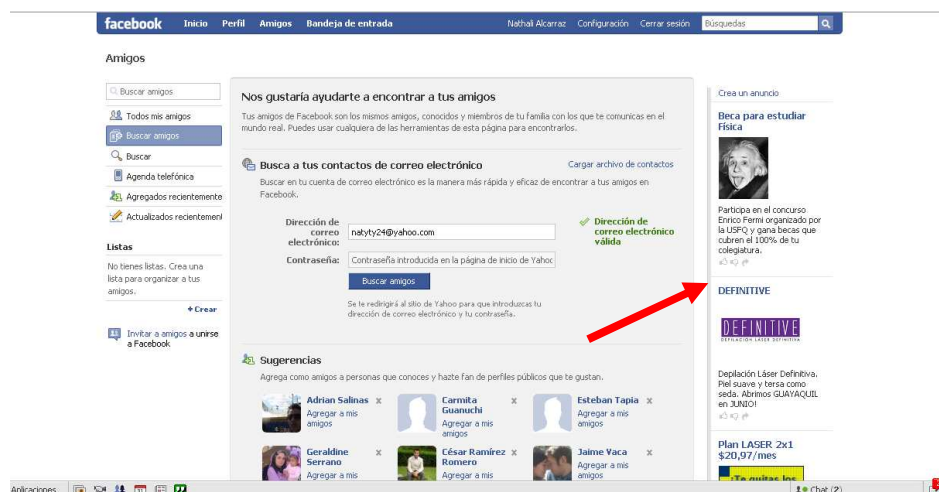 facebook Inicio Perfil Amigos Bandeja de entrada Nathali Alcarraz Configuración Cerrar sesión Búsquedas
Amigos
Buscar amigos
Todos mis amigos
Buscar amigos
Buscar
Agenda telefónica
Agregados recientemente
Actualizados recientement
Listas
No tienes listas. Crea una
lista para organizar a tus
amigos.
+ Crear
Invitar a amigos a unirse
a Facebook
Nos gustaría ayudarte a encontrar a tus amigos
Tus amigos de Facebook son los mismos amigos, conocidos y miembros de tu familia con los que te comunicas en el
mundo real. Puedes usar cualquiera de las herramientas de esta página para encontrarlos.
Busca a tus contactos de correo electrónico
Cargar archivo de contactos
Buscar en tu cuenta de correo electrónico es la manera más rápida y eficaz de encontrar a tus amigos en
Facebook.
Dirección de
correo
electrónico:
natyty24@yahoo.com
Dirección de
correo electrónico
válida
Contraseña:
Contraseña introducida en la página de inicio de Yahoo
Buscar amigos
Se te redirigirá al sitio de Yahoo para que introduzcas tu
dirección de correo electrónico y tu contraseña.
Sugerencias
Agrega como amigos a personas que conoces y hazte fan de perfiles públicos que te gustan.
Adrian Salinas x
Agregar a mis
amigos
Carmita x
Guanuchi
Agregar a mis
amigos
Esteban Tapia x
Agregar a mis
amigos
Geraldine x
Serrano
Agregar a mis
César Ramírez x
Romero
Agregar a mis
Jaime Vaca x
Agregar a mis
amigos
Crea un anuncio
Beca para estudiar
Física
Participa en el concurso
Enrico Fermi organizado por
la USFQ y gana becas que
cubren el 100% de tu
colegiatura.
DEFINITIVE
DEFINITIVE
DEPILACIÓN LÁSER DEFINITIVA
Depilación Láser Definitiva.
Piel suave y tersa como
seda. Abrimos GUAYAQUIL
en JUNIO!
Plan LASER 2x1
$20,97/mes
¡Te quitas los
Aplicaciones
Chat (2)